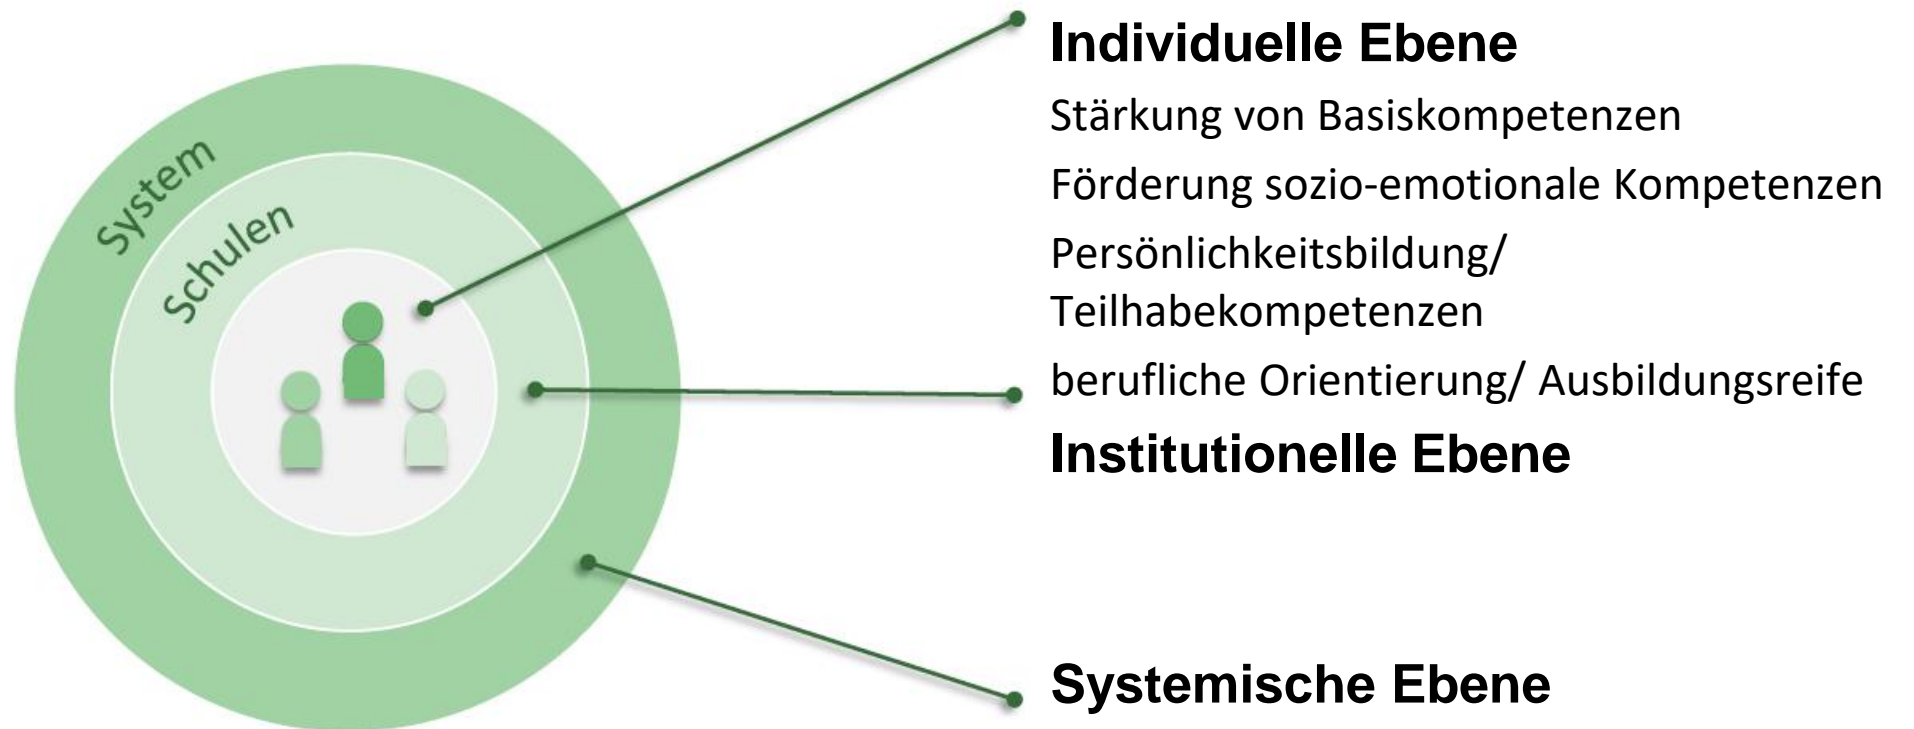 System
Schulen
Individuelle Ebene
Stärkung von Basiskompetenzen
Förderung sozio-emotionale Kompetenzen
Persönlichkeitsbildung/
Teilhabekompetenzen
berufliche Orientierung/ Ausbildungsreife
Institutionelle Ebene
Systemische Ebene